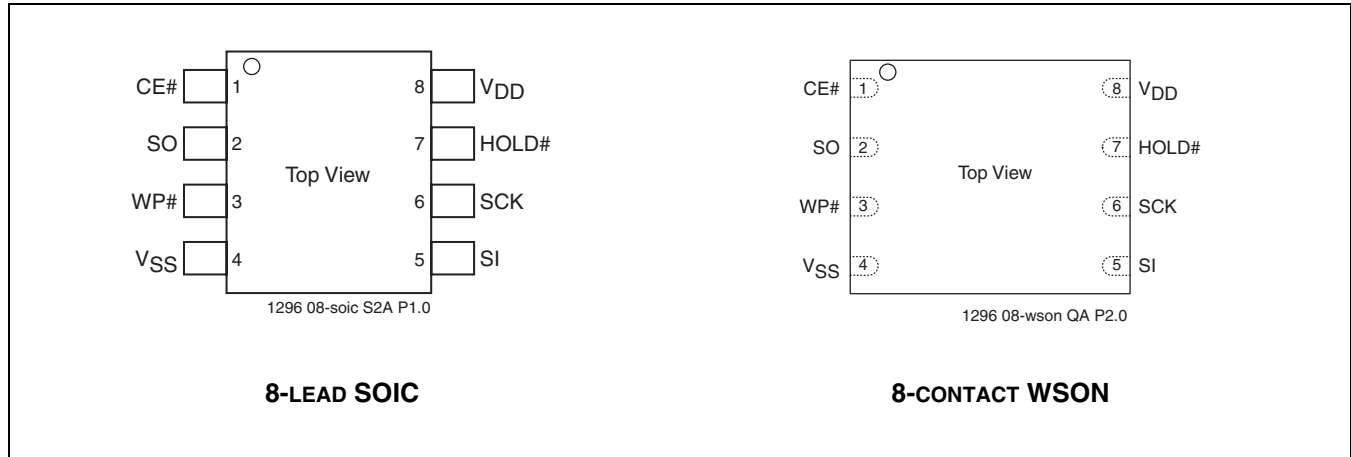 CE# 1 8 VDD
SO 2 7 HOLD#
Top View
WP# 3 6 SCK
VSS 4 5 SI
1296 08-soic S2A P1.0
8-LEAD SOIC
CE# 1 8 VDD
SO 2 7 HOLD#
Top View
WP# 3 6 SCK
VSS 4 5 SI
1296 08-wson QA P2.0
8-CONTACT WSON